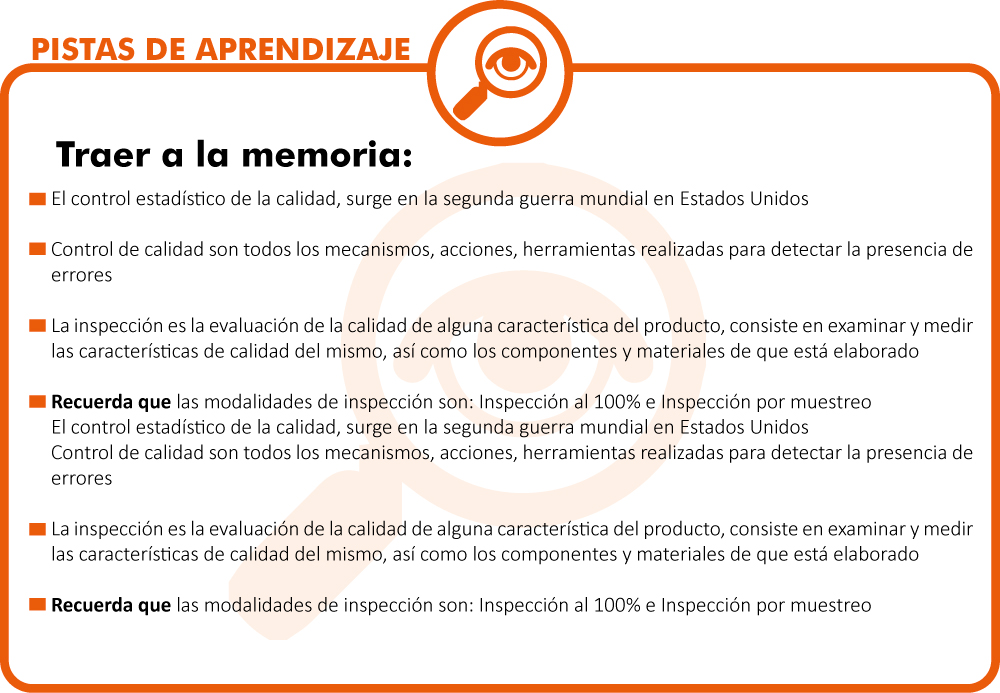 PISTAS DE APRENDIZAJE
Traer a la memoria:
El control estadístico de la calidad, surge en la segunda guerra mundial en Estados Unidos
Control de calidad son todos los mecanismos, acciones, herramientas realizadas para detectar la presencia de
errores
La inspección es la evaluación de la calidad de alguna característica del producto, consiste en examinar y medir
las características de calidad del mismo, así como los componentes y materiales de que está elaborado
Recuerda que las modalidades de inspección son: Inspección al 100% e Inspección por muestreo
El control estadístico de la calidad, surge en la segunda guerra mundial en Estados Unidos
Control de calidad son todos los mecanismos, acciones, herramientas realizadas para detectar la presencia de
errores
La inspección es la evaluación de la calidad de alguna característica del producto, consiste en examinar y medir
las características de calidad del mismo, así como los componentes y materiales de que está elaborado
Recuerda que las modalidades de inspección son: Inspección al 100% e Inspección por muestreo